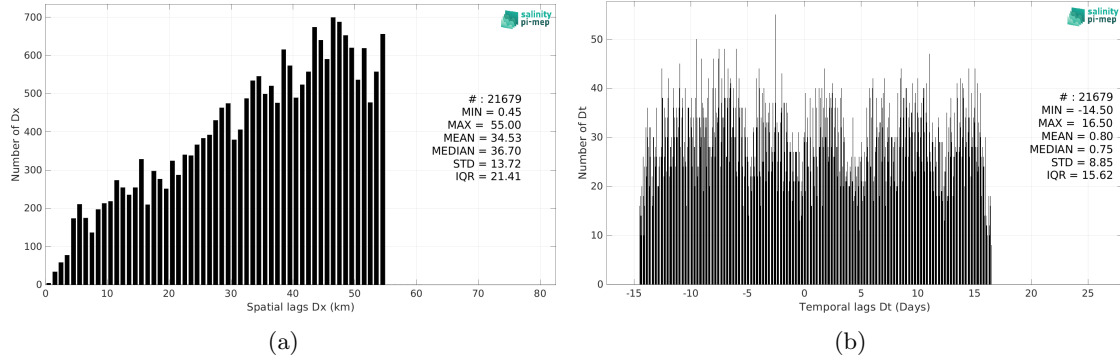 700
600
500
400
300
200
100
0
Number of Dx
0 10 20 30 40 50 60 70 80
Spatial lags Dx (km)
salinity
pi-mep
# : 21679
MIN = 0.45
MAX = 55.00
MEAN = 34.53
MEDIAN = 36.70
STD = 13.72
IQR = 21.41
(a)
50
40
30
20
10
0
Number of Dt
-15 -10 -5 0 5 10 15 20 25
Temporal lags Dt (Days)
salinity
pi-mep
# : 21679
MIN = -14.50
MAX = 16.50
MEAN = 0.80
MEDIAN = 0.75
STD = 8.85
IQR = 15.62
(b)